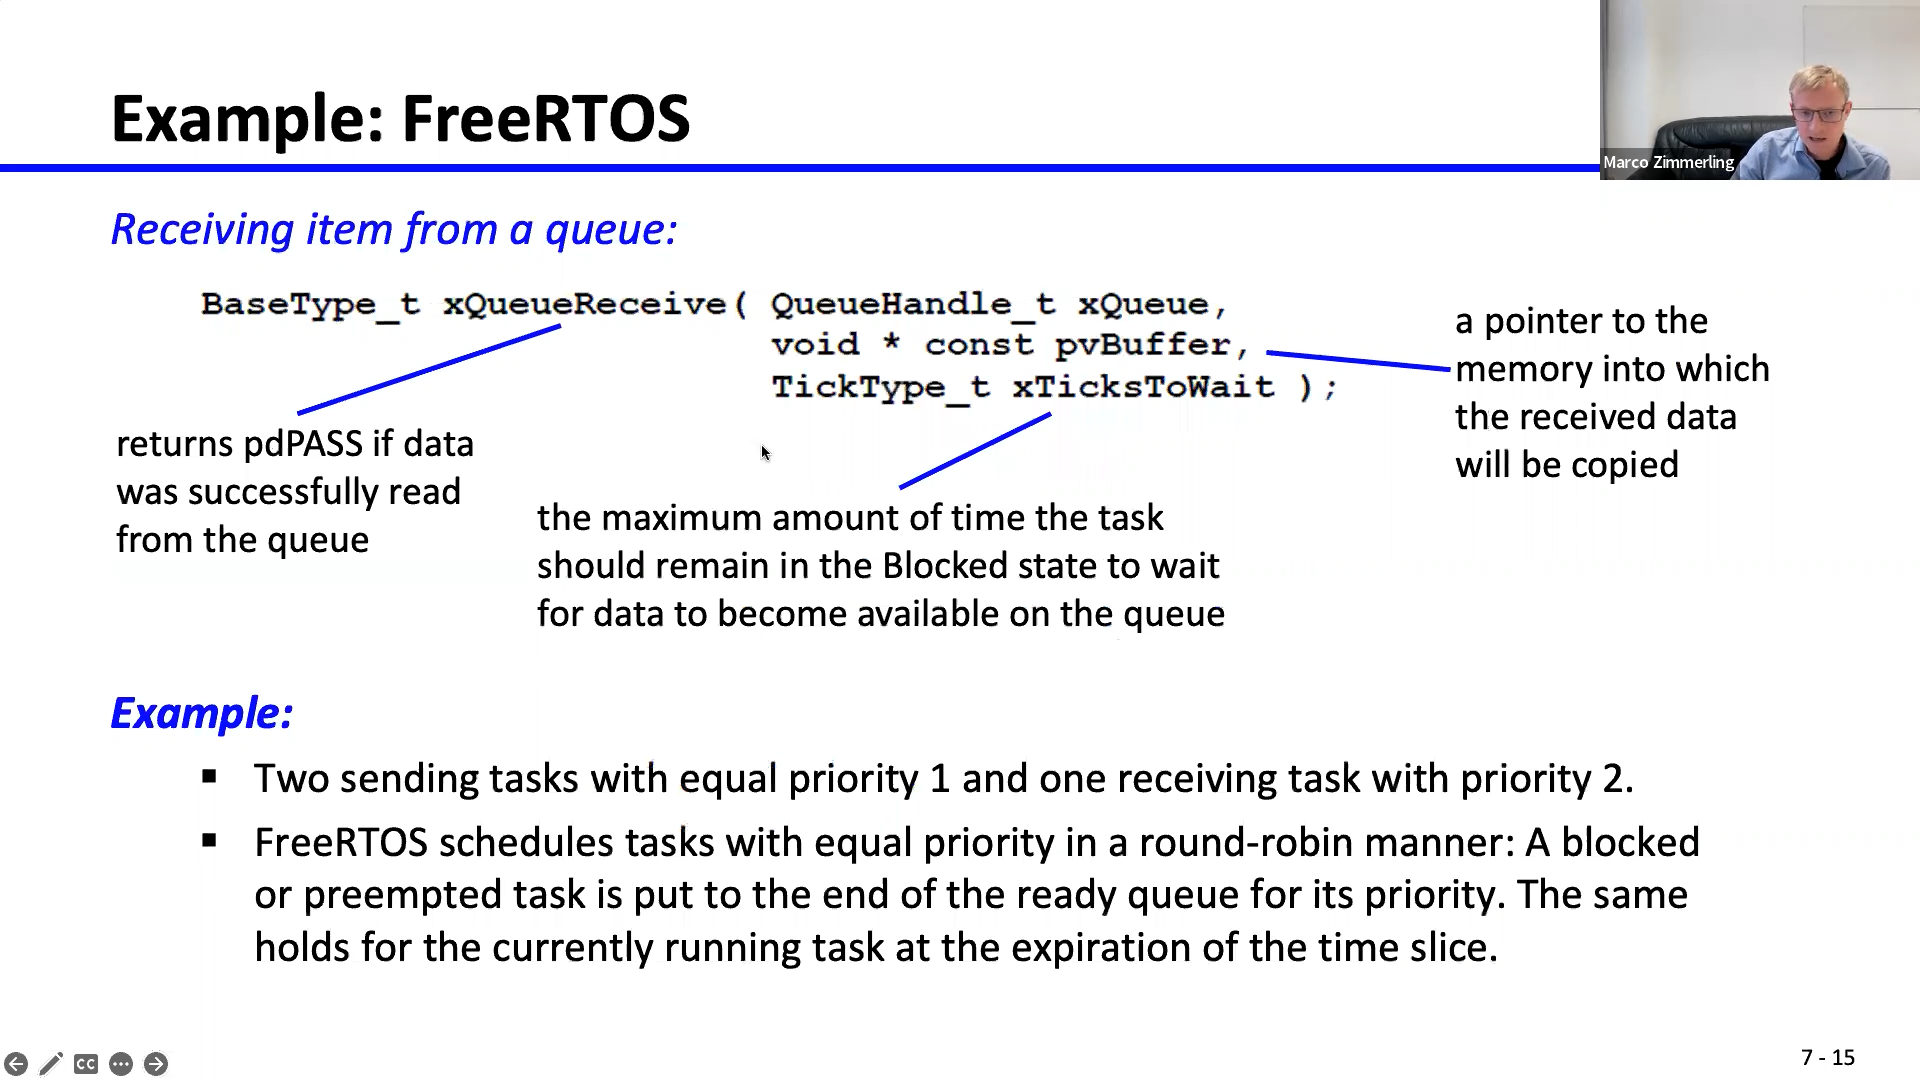 Example: FreeRTOS
Marco Zimmerling
Receiving item from a queue:
BaseType_t xQueueReceive( QueueHandle_t xQueue,
void * const pvBuffer,
TickType_t xTicksToWait );
a pointer to the
memory into which
the received data
will be copied
returns pdPASS if data
was successfully read
from the queue
the maximum amount of time the task
should remain in the Blocked state to wait
for data to become available on the queue
Example:
▪ Two sending tasks with equal priority 1 and one receiving task with priority 2.
▪ FreeRTOS schedules tasks with equal priority in a round-robin manner: A blocked
or preempted task is put to the end of the ready queue for its priority. The same
holds for the currently running task at the expiration of the time slice.
CC
7 - 15